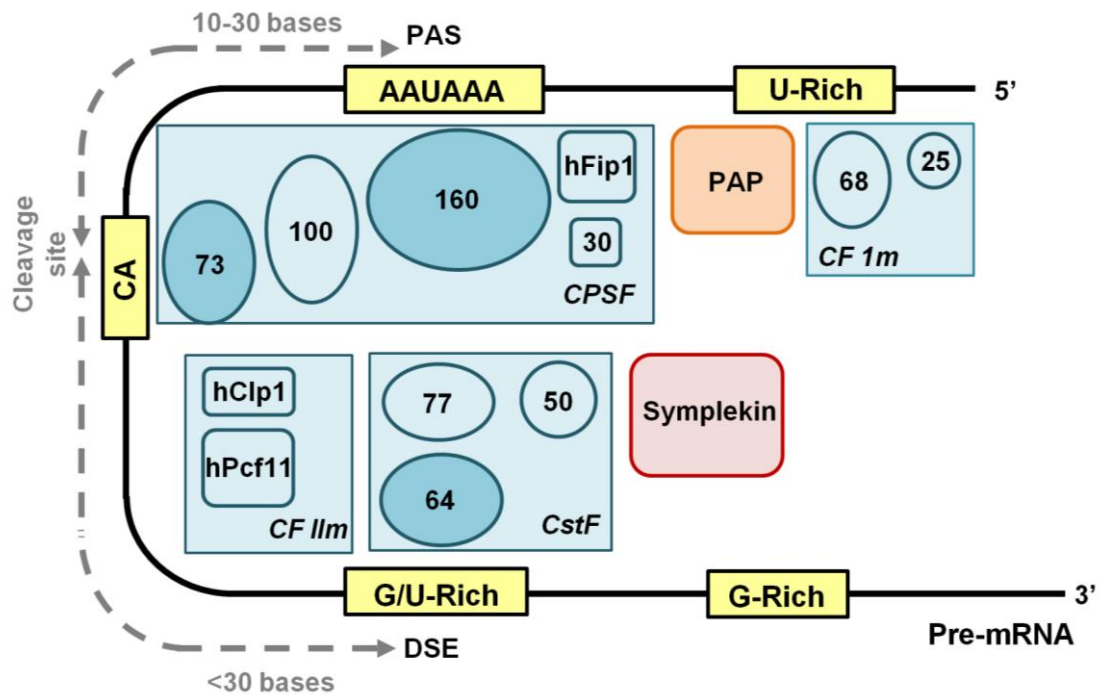 10-30 bases
PAS
AAUAAA
U-Rich
5’
Cleavage
site
CA
73
100
160
hFip1
30
CPSF
PAP
68
25
CF 1m
hClp1
hPcf11
CF IIm
77
50
64
CstF
Symplekin
G/U-Rich
G-Rich
3’
Pre-mRNA
DSE
<30 bases